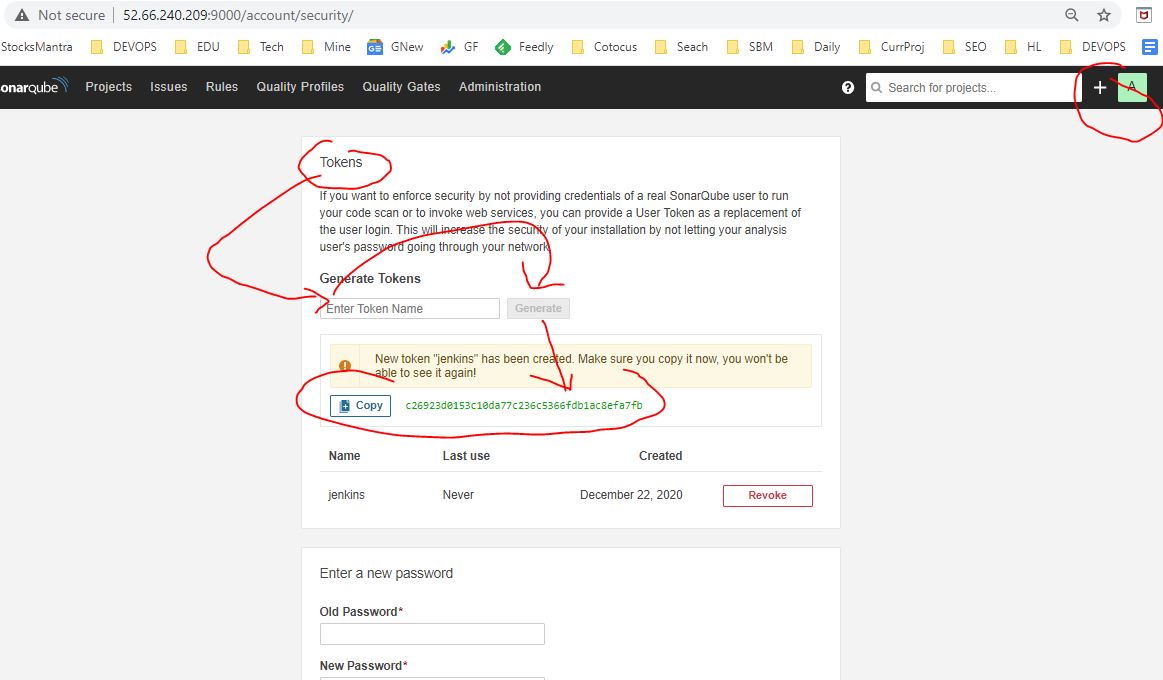 Not secure | 52.66.240.209:9000/account/security/
StocksMantra DEVOPS EDU Tech Mine GNew GF Feedly Cotocus Seach SBM Daily CurrProj SEO HL DEVOPS
onarqube Projects Issues Rules Quality Profiles Quality Gates Administration ? Search for projects... + A
Tokens
If you want to enforce security by not providing credentials of a real SonarQube user to run
your code scan or to invoke web services, you can provide a User Token as a replacement of
the user login. This will increase the security of your installation by not letting your analysis
user's password going through your network.
Generate Tokens
Enter Token Name Generate
New token "jenkins" has been created. Make sure you copy it now, you won't be
able to see it again!
Copy c26923d0153c10da77c236c5366fdb1ac8efa7fb
Name Last use Created
jenkins Never December 22, 2020 Revoke
Enter a new password
Old Password*
New Password*